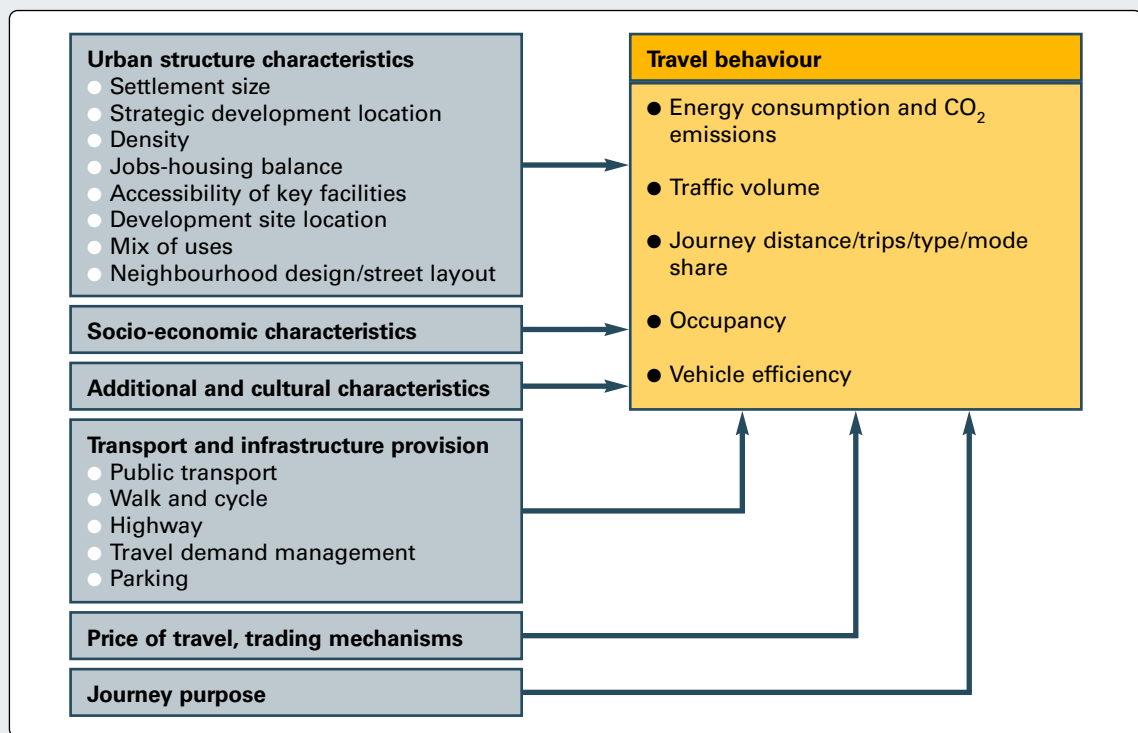 Urban structure characteristics
Settlement size
Strategic development location
Density
Jobs-housing balance
Accessibility of key facilities
Development site location
Mix of uses
Neighbourhood design/street layout
Socio-economic characteristics
Additional and cultural characteristics
Transport and infrastructure provision
Public transport
Walk and cycle
Highway
Travel demand management
Parking
Price of travel, trading mechanisms
Journey purpose
Travel behaviour
● Energy consumption and CO₂
emissions
● Traffic volume
● Journey distance/trips/type/mode
share
● Occupancy
● Vehicle efficiency